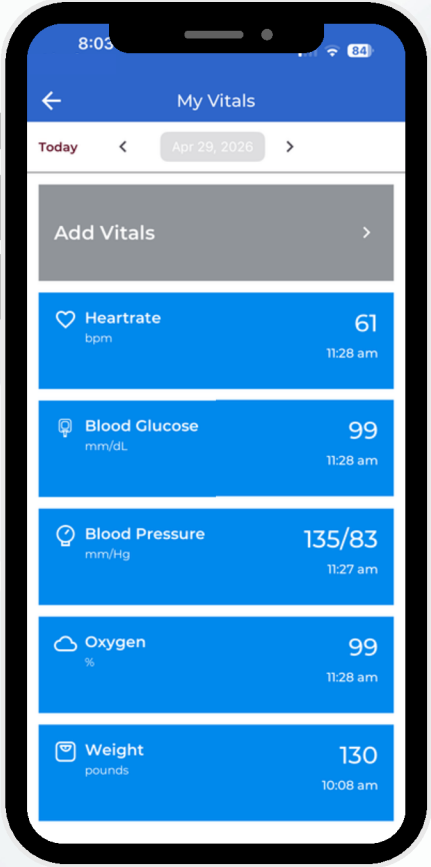 8:03
84
My Vitals
Today
Apr 29, 2026
Add Vitals
Heartrate
61
bpm
11:28 am
Blood Glucose
99
mm/dL
11:28 am
Blood Pressure
135/83
mm/Hg
11:27 am
Oxygen
99
%
11:28 am
Weight
130
pounds
10:08 am